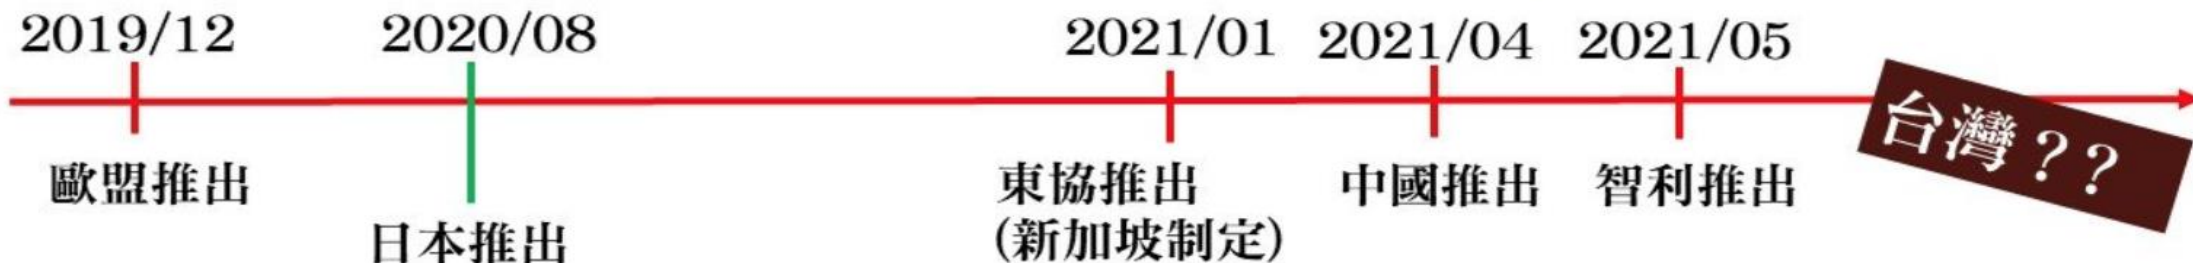 2019/12
2020/08
2021/01
2021/04
2021/05
台灣？？
歐盟推出
日本推出
東協推出
(新加坡制定)
中國推出
智利推出